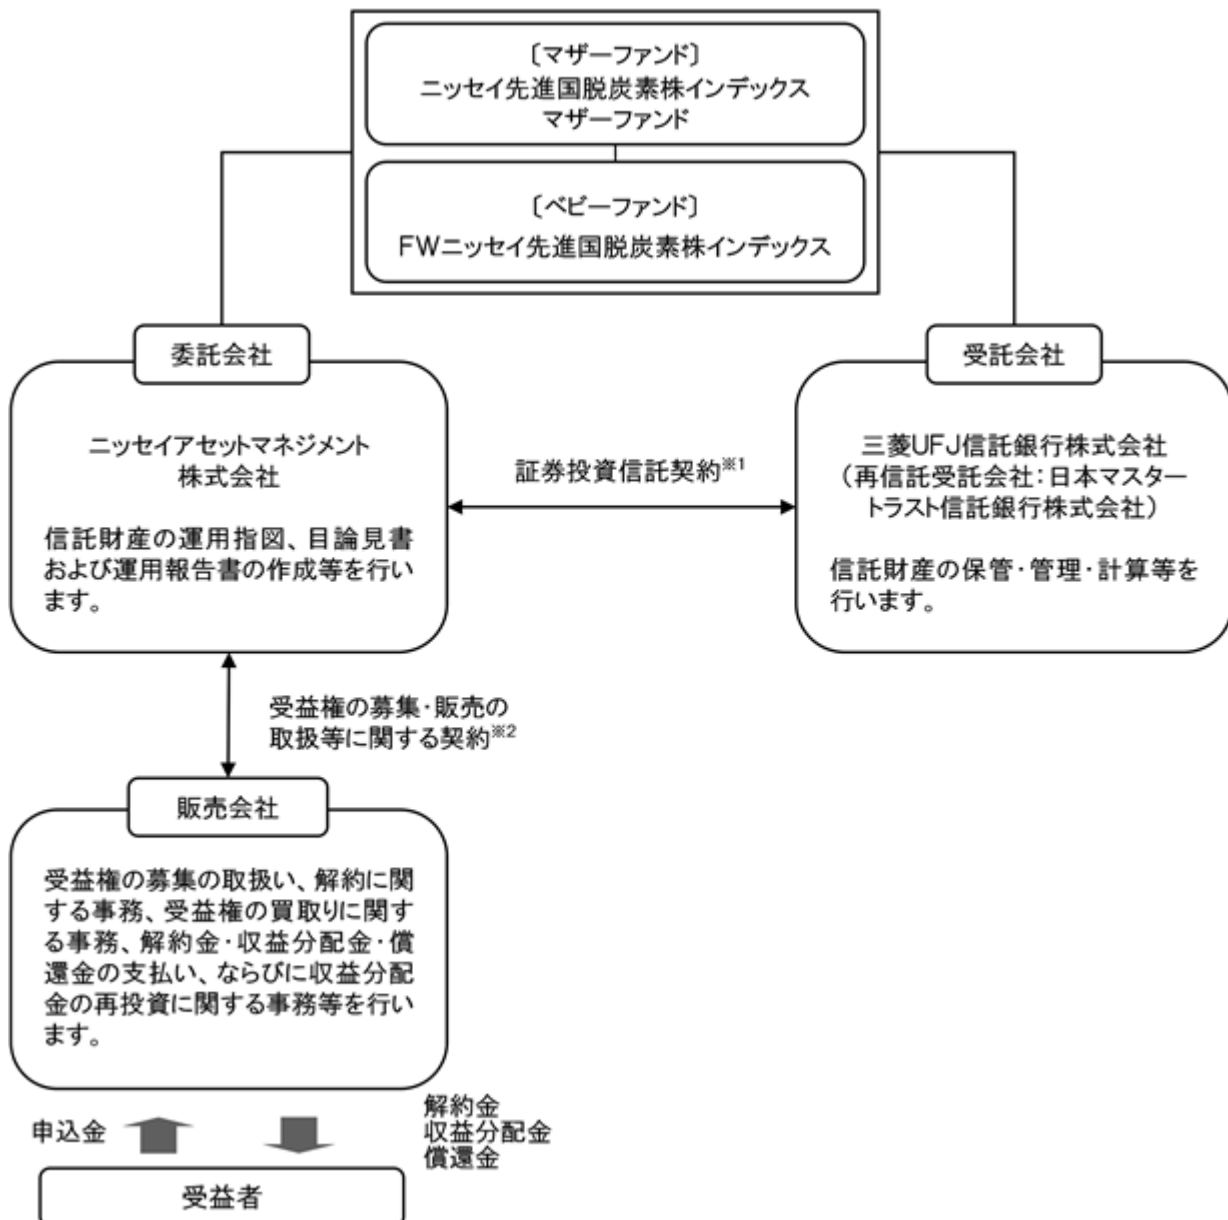 〔マザーファンド〕
ニッセイ先進国脱炭素株インデックス
マザーファンド
〔ベビーファンド〕
FWニッセイ先進国脱炭素株インデックス
委託会社
ニッセイアセットマネジメント
株式会社
信託財産の運用指図、目論見書
および運用報告書の作成等を行い
ます。
証券投資信託契約※1
受託会社
三菱UFJ信託銀行株式会社
（再信託受託会社：日本マスター
トラスト信託銀行株式会社）
信託財産の保管・管理・計算等を
行います。
受益権の募集・販売の
取扱等に関する契約※2
販売会社
受益権の募集の取扱い、解約に関
する事務、受益権の買取りに関す
る事務、解約金・収益分配金・償
還金の支払い、ならびに収益分配
金の再投資に関する事務等を行い
ます。
申込金
解約金
収益分配金
償還金
受益者